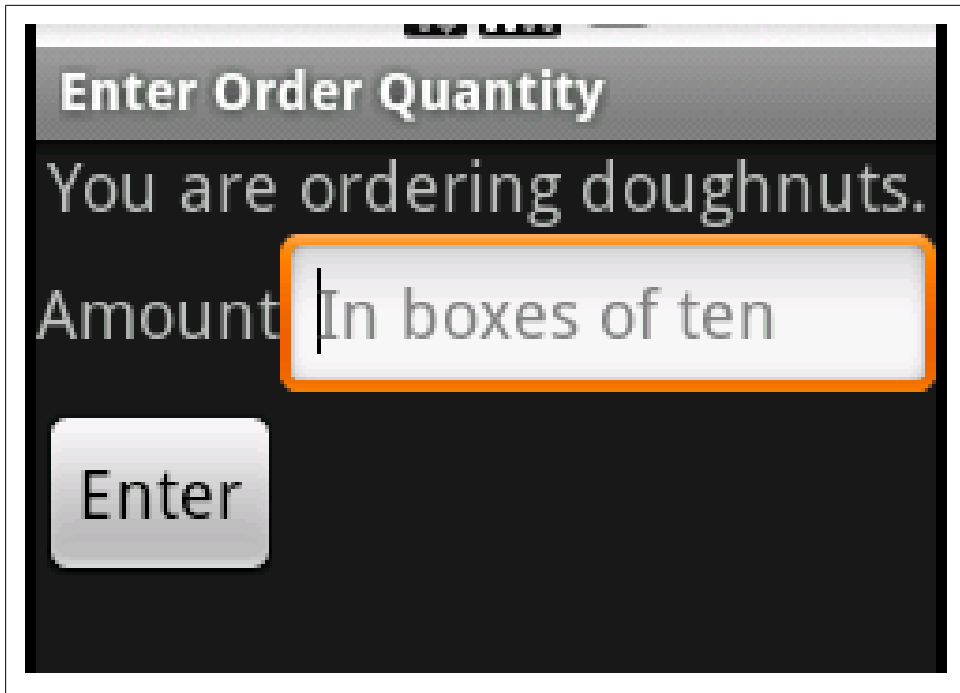 Enter Order Quantity
You are ordering doughnuts.
Amount In boxes of ten
Enter